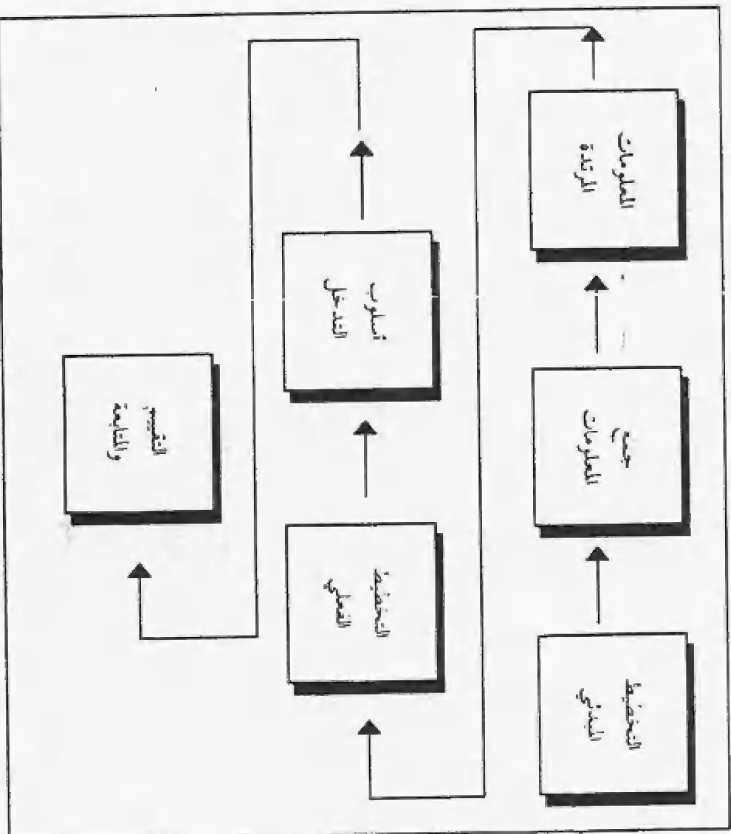 التخطيط
المبدئي
جمع
المعلومات
المعلومات
المرتدة
التخطيط
الفعلي
أسلوب
التدخل
التقييم
والمتابعة